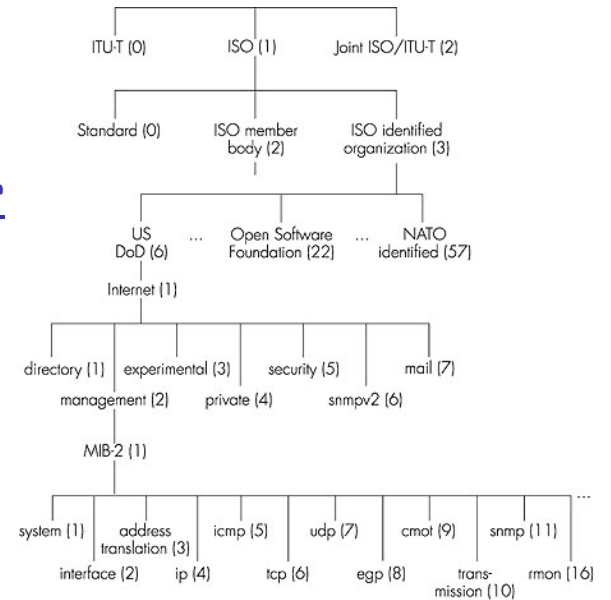 ITU-T (0) ISO (1) Joint ISO/ITU-T (2)
Standard (0) ISO member body (2) ISO identified organization (3)
US DoD (6) ... Open Software Foundation (22) ... NATO identified (57)
Internet (1)
directory (1) experimental (3) security (5) mail (7)
management (2) private (4) snmpv2 (6)
MIB-2 (1)
...
system (1) address translation (3) icmp (5) udp (7) cmot (9) snmp (11)
interface (2) ip (4) tcp (6) egp (8) trans-mission (10) rmon (16)